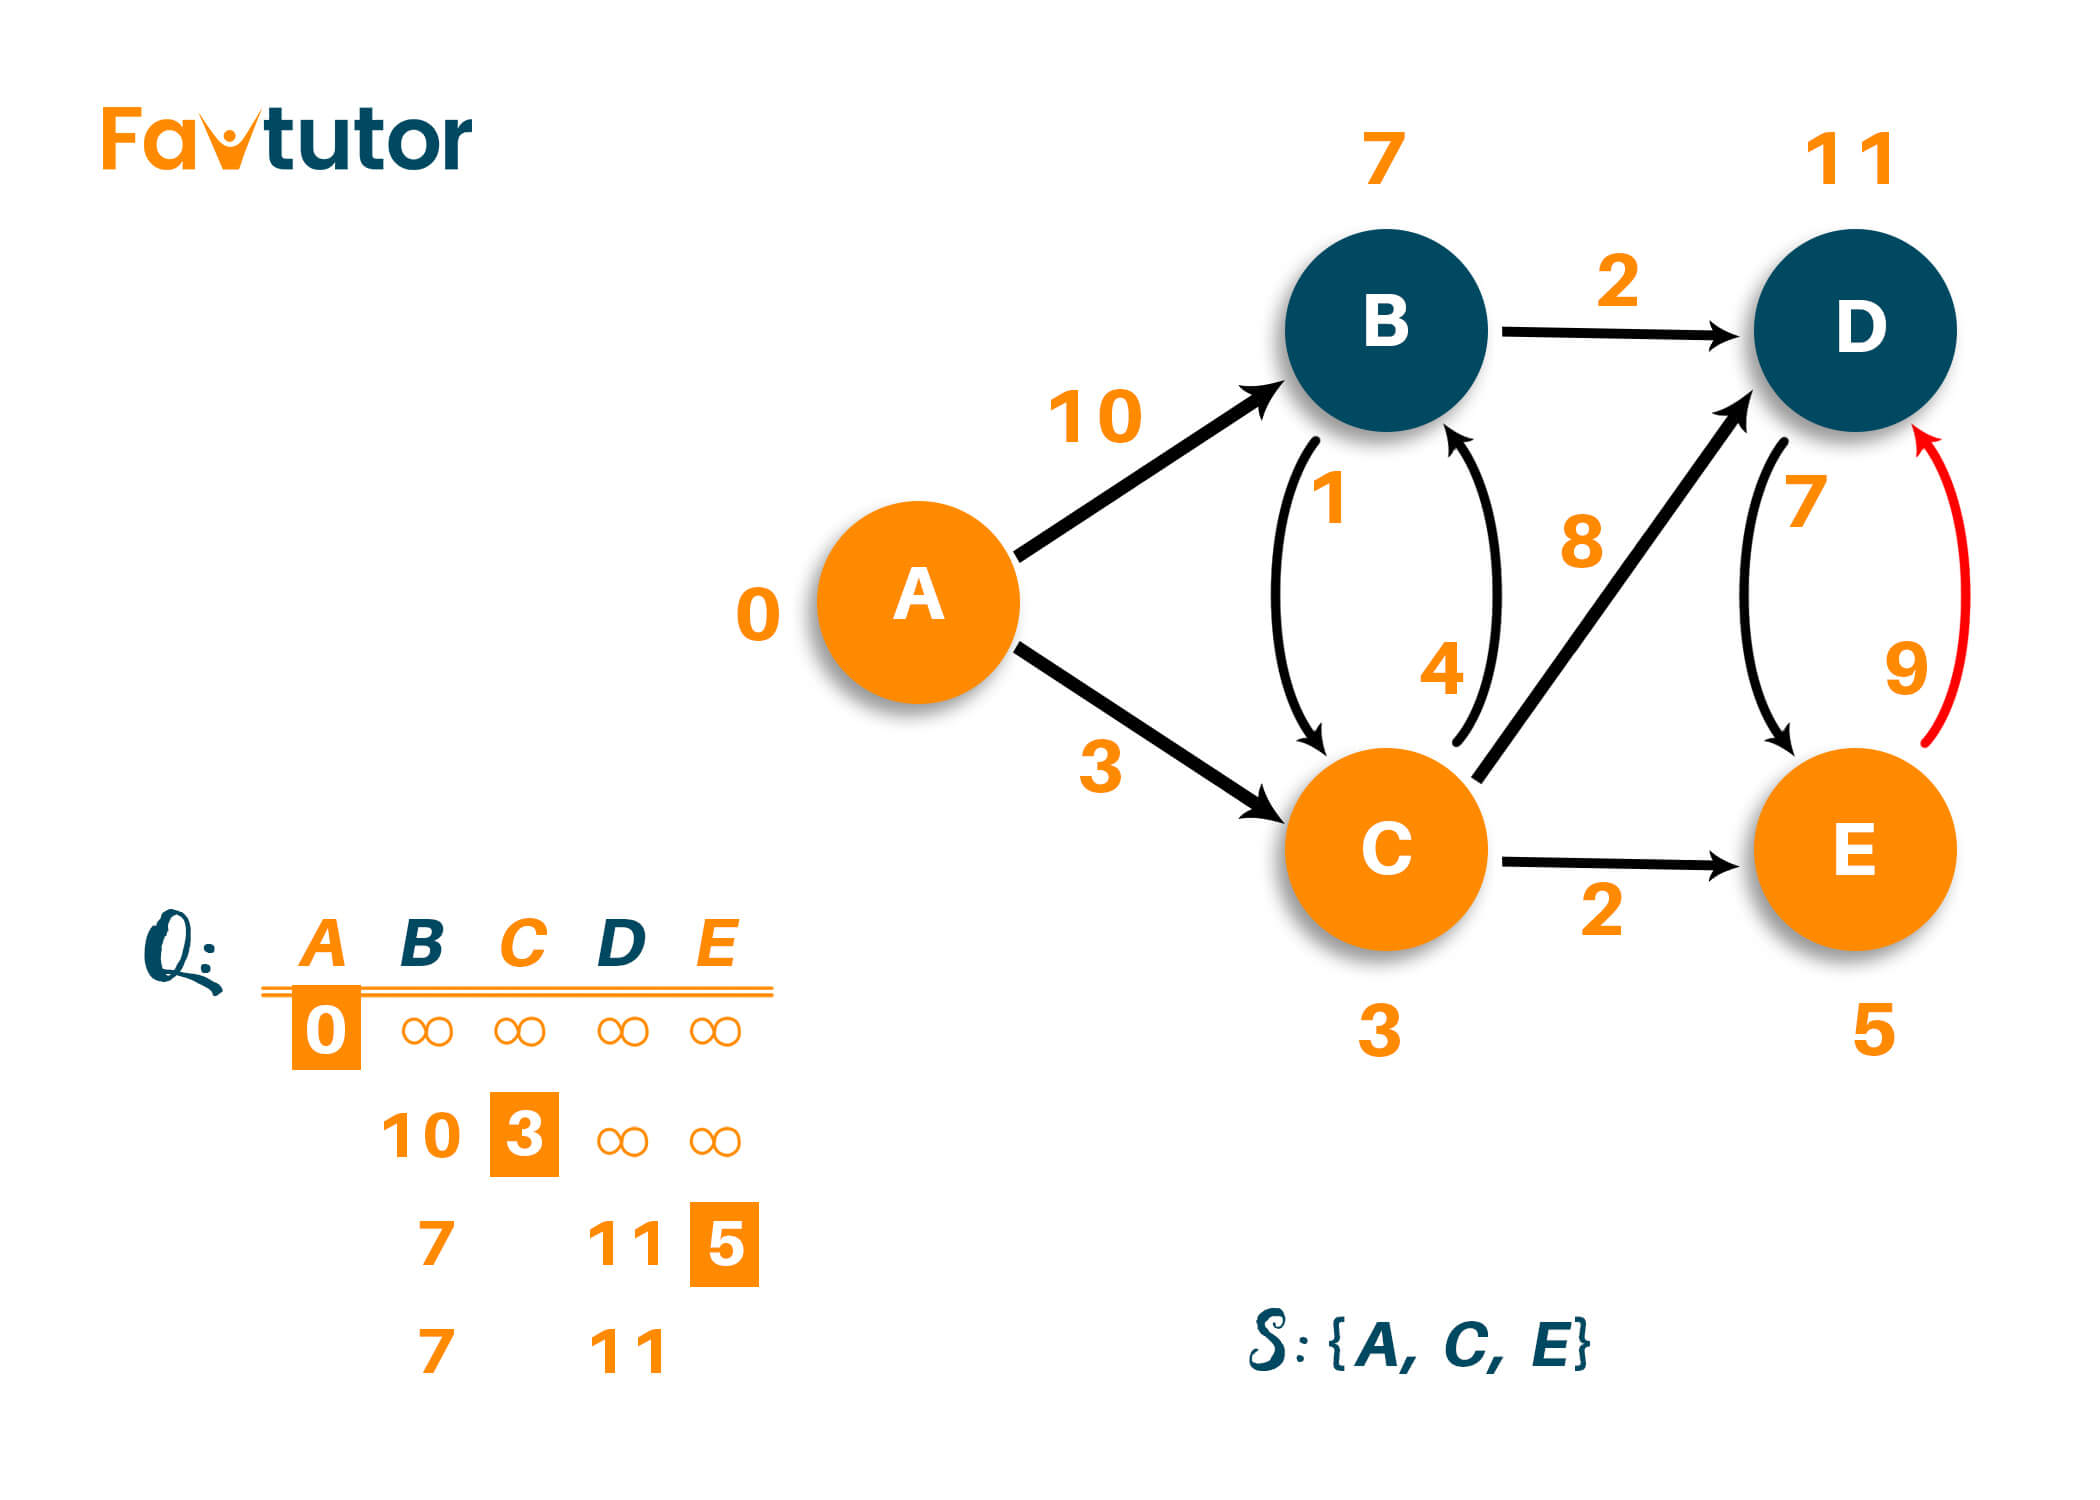 Favtutor
7 11
B 2 D
10
1 7
8
A
0
4 9
3
C E
2
3 5
Q: A B C D E
0 ∞ ∞ ∞ ∞
10 3 ∞ ∞
7 11 5
7 11
S: {A, C, E}